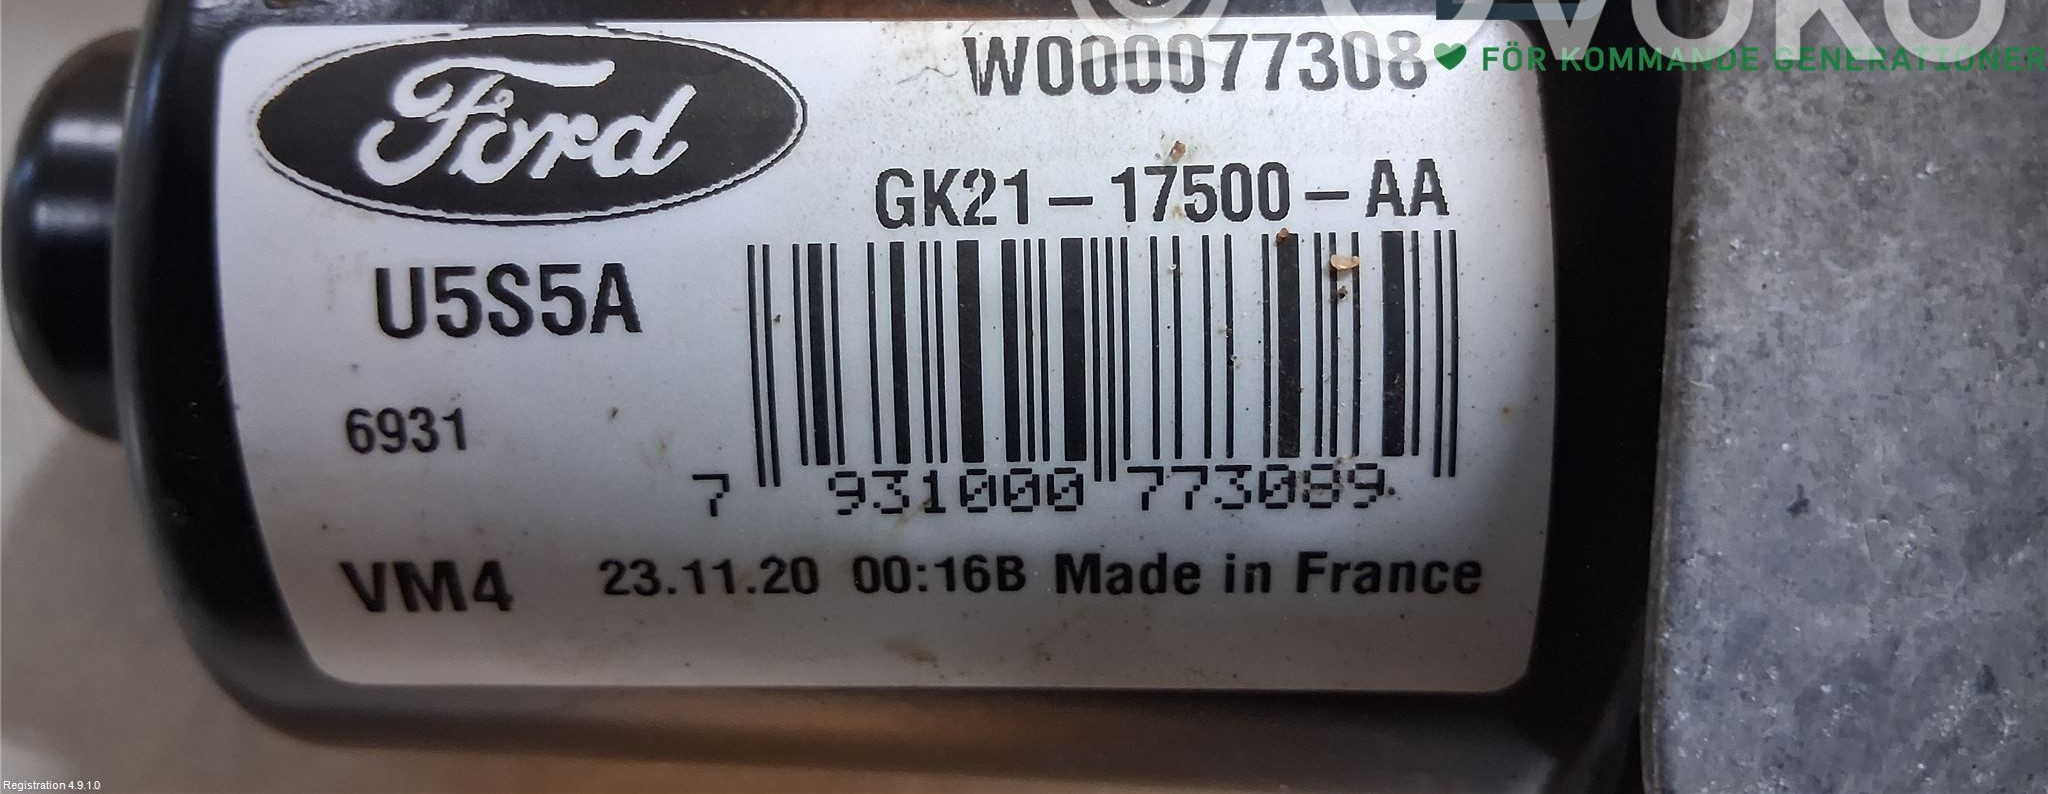 OVOKO
FÖR KOMMANDE GENERATIONER
Ford
W000077308
GK21-17500-AA
U5S5A
6931
7 931000 773089
VM4 23.11.20 00:16B Made in France
Registration 4.9.1.0